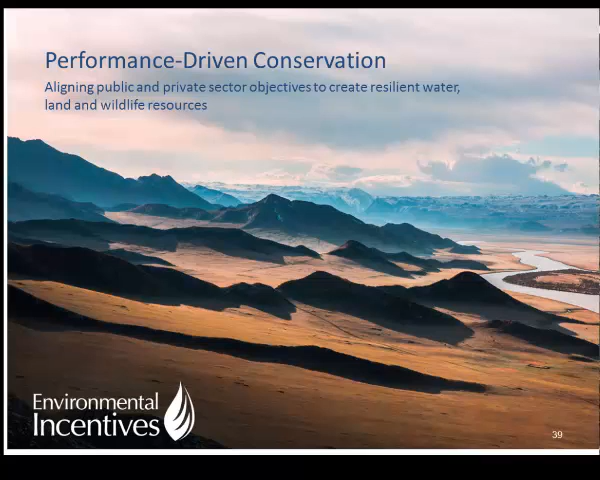 Performance-Driven Conservation
Aligning public and private sector objectives to create resilient water,
land and wildlife resources
Environmental
Incentives
39